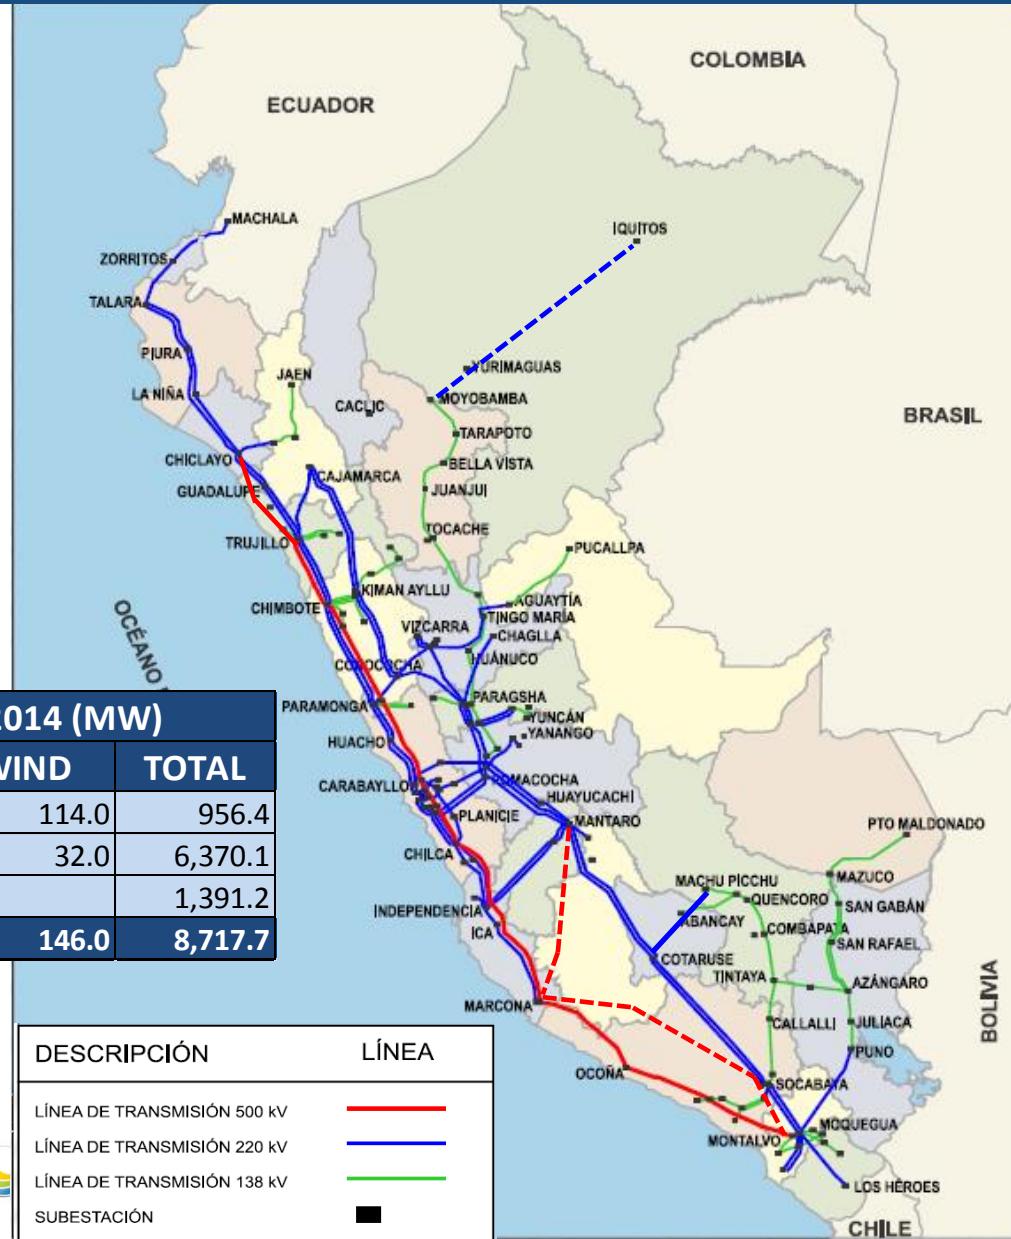 COLOMBIA
ECUADOR
MACHALA
IQUITOS
ZORRITOS
TALARA
PIURA
YURIMAGUAS
JAEN
LA NIÑA
CACLIC
MOYOBAMBA
BRASIL
TARAPOTO
CHICLAYO
BELLA VISTA
CAJAMARCA
GUADALUPE
JUANJUI
TRUJILLO
TOCACHE
PUCALLPA
KIMAN AYLLU
CHIMBOTE
AGUAYTÍA
TINGO MARÍA
VIZCARRA
CHAGLLA
OCÉANO
HUÁNUCO
CONOCOCHA
PARAGSHA
PARAMONGA
YUNCÁN
YANANGO
HUACHO
POMACOCHA
CARABAYLLO
HUAYUCACHI
PLANICIE
MANTARO
PTO MALDONADO
CHILCA
MAZUCO
MACHU PICCHU
QUENCORO
SAN GABÁN
INDEPENDENCIA
ABANCAY
COMBAPATA
ICA
SAN RAFAEL
COTARUSE
TINTAYA
AZÁNGARO
MARCONA
CALLALLI
JULIACA
BOLIVIA
PUNO
OCOÑA
SOCABAYA
MOQUEGUA
MONTALVO
LOS HÉROES
CHILE
2014 (MW)
WIND TOTAL
114.0 956.4
32.0 6,370.1
1,391.2
146.0 8,717.7
DESCRIPCIÓN LÍNEA
LÍNEA DE TRANSMISIÓN 500 kV
LÍNEA DE TRANSMISIÓN 220 kV
LÍNEA DE TRANSMISIÓN 138 kV
SUBESTACIÓN